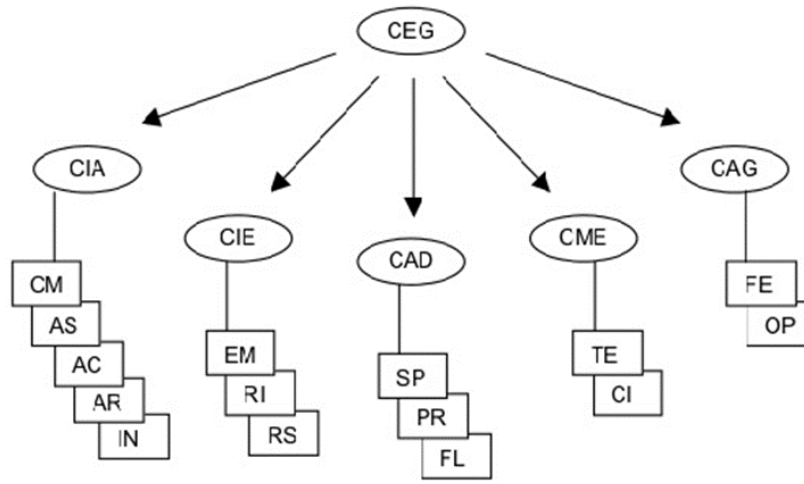 CEG
CIA
CIE
CAD
CME
CAG
CM
AS
AC
AR
IN
EM
RI
RS
SP
PR
FL
TE
CI
FE
OP